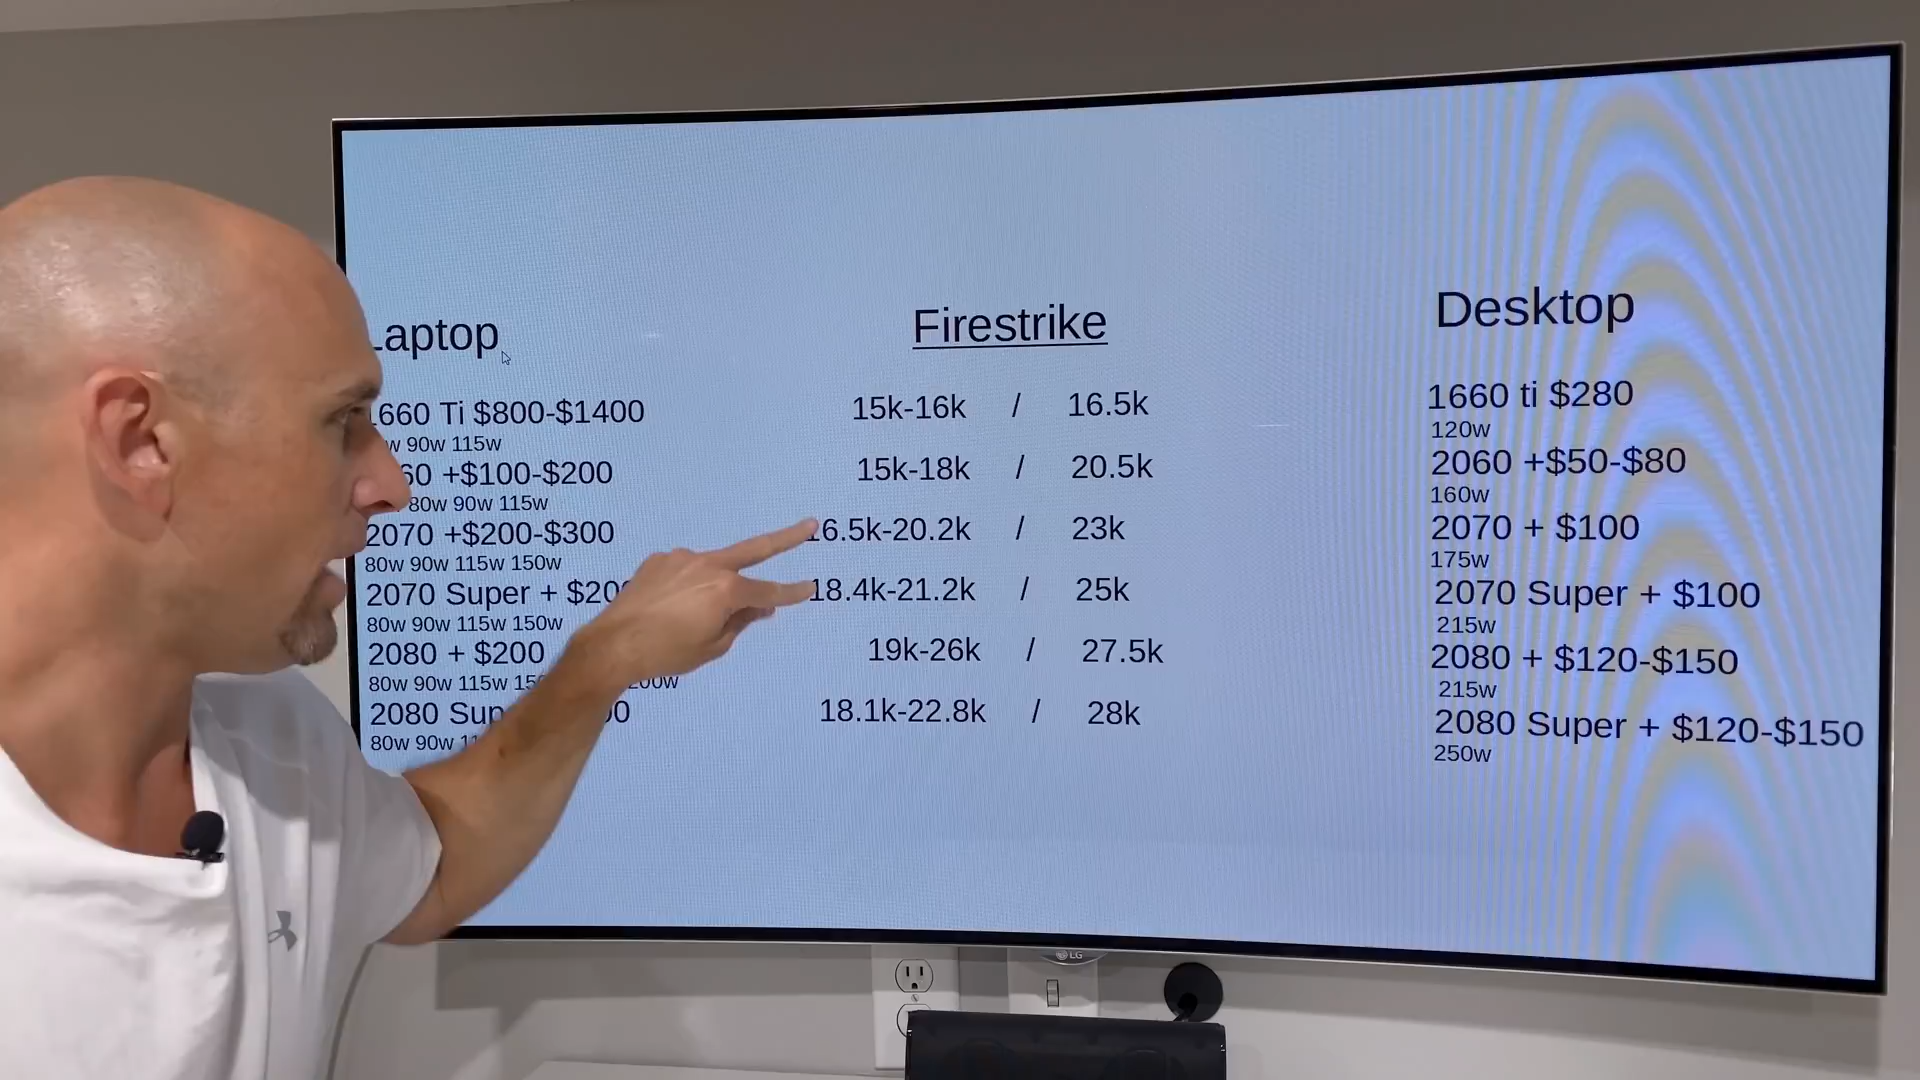 Laptop
Firestrike
Desktop
1660 Ti $800-$1400
90w 115w
15k-16k / 16.5k
1660 ti $280
120w
+$100-$200
80w 90w 115w
15k-18k / 20.5k
2060 +$50-$80
160w
2070 +$200-$300
80w 90w 115w 150w
16.5k-20.2k / 23k
2070 + $100
175w
2070 Super +
80w 90w 115w 150w
18.4k-21.2k / 25k
2070 Super + $100
215w
2080 + $200
80w 90w 115w 200w
19k-26k / 27.5k
2080 + $120-$150
215w
2080
80w 90w
18.1k-22.8k / 28k
2080 Super + $120-$150
250w
LG